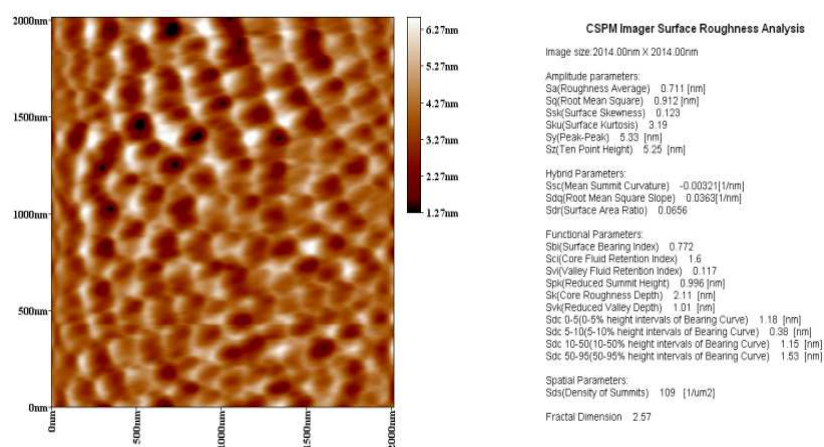 2000nm
1500nm
1000nm
500nm
0nm
0nm
500nm
1000nm
1500nm
2000nm
6.27nm
5.27nm
4.27nm
3.27nm
2.27nm
1.27nm
CSPM Imager Surface Roughness Analysis
Image size:2014.00nm X 2014.00nm
Amplitude parameters:
Sa(Roughness Average) 0.711 [nm]
Sq(Root Mean Square) 0.912 [nm]
Ssk(Surface Skewness) 0.123
Sku(Surface Kurtosis) 3.19
Sy(Peak-Peak) 5.33 [nm]
Sz(Ten Point Height) 5.25 [nm]
Hybrid Parameters:
Ssc(Mean Summit Curvature) -0.00321[1/nm]
Sdq(Root Mean Square Slope) 0.0363[1/nm]
Sdr(Surface Area Ratio) 0.0656
Functional Parameters:
Sbi(Surface Bearing Index) 0.772
Sci(Core Fluid Retention Index) 1.6
Svi(Valley Fluid Retention Index) 0.117
Spk(Reduced Summit Height) 0.996 [nm]
Sk(Core Roughness Depth) 2.11 [nm]
Svk(Reduced Valley Depth) 1.01 [nm]
Sdc 0-5(0-5% height intervals of Bearing Curve) 1.18 [nm]
Sdc 5-10(5-10% height intervals of Bearing Curve) 0.38 [nm]
Sdc 10-50(10-50% height intervals of Bearing Curve) 1.15 [nm]
Sdc 50-95(50-95% height intervals of Bearing Curve) 1.53 [nm]
Spatial Parameters:
Sds(Density of Summits) 109 [1/um2]
Fractal Dimension 2.57